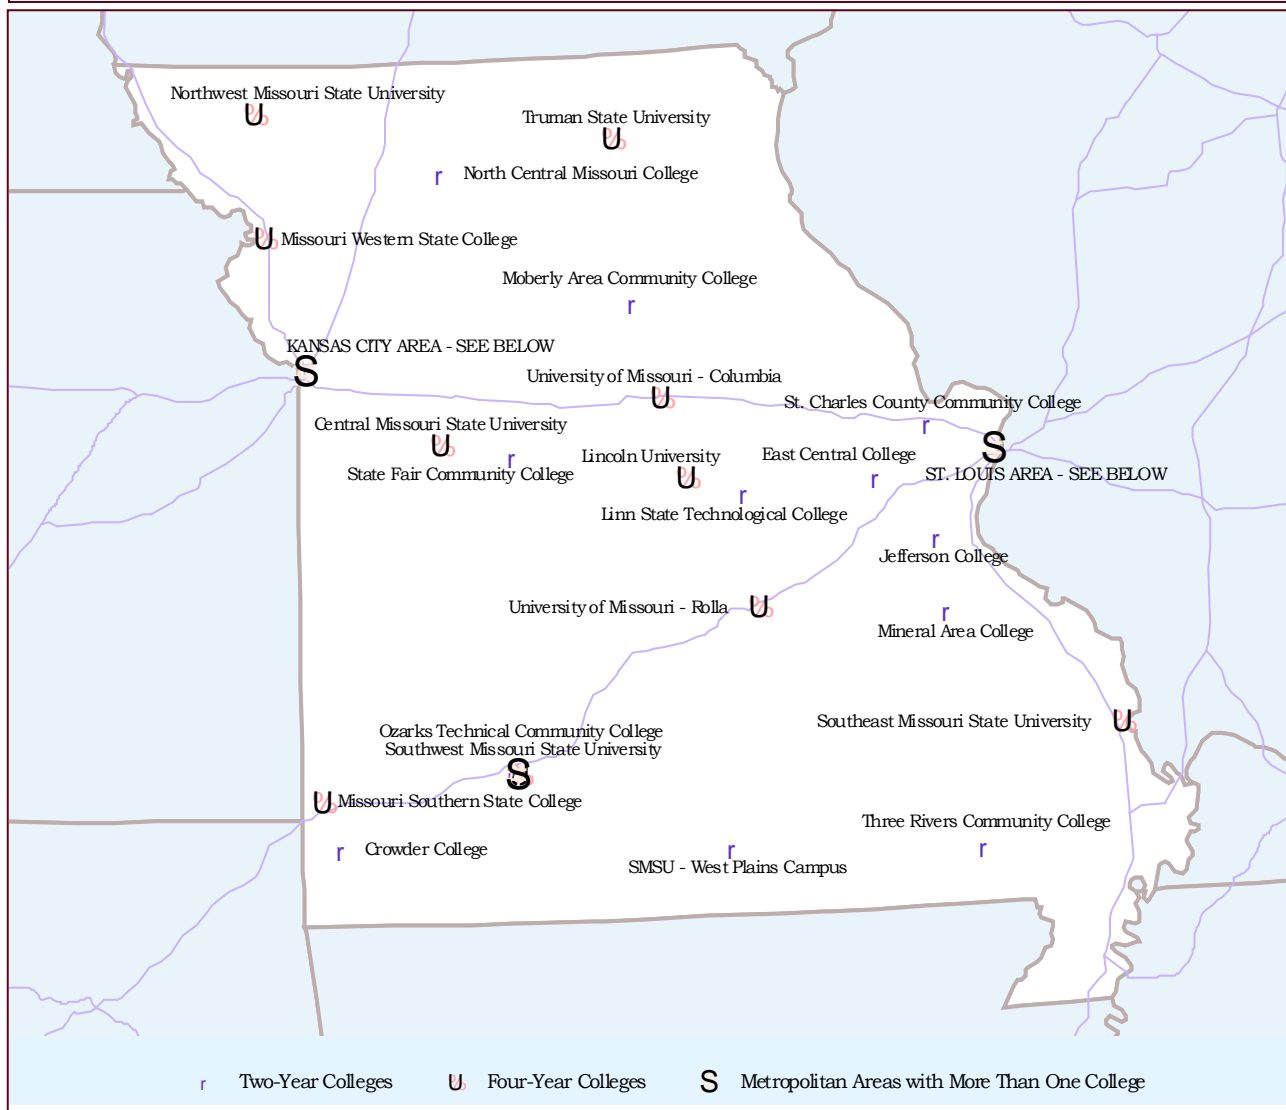 Northwest Missouri State University
U
Truman State University
U
r North Central Missouri College
U Missouri Western State College
Moberly Area Community College
r
KANSAS CITY AREA - SEE BELOW
S
University of Missouri - Columbia
U
St. Charles County Community College
r
Central Missouri State University
U
r
State Fair Community College
Lincoln University
U
East Central College
r
S
ST. LOUIS AREA - SEE BELOW
r
Linn State Technological College
r
Jefferson College
University of Missouri - Rolla U
r
Mineral Area College
Southeast Missouri State University U
Ozarks Technical Community College
Southwest Missouri State University
S
U Missouri Southern State College
Three Rivers Community College
r
r Crowder College
r
SMSU - West Plains Campus
r Two-Year Colleges U Four-Year Colleges S Metropolitan Areas with More Than One College